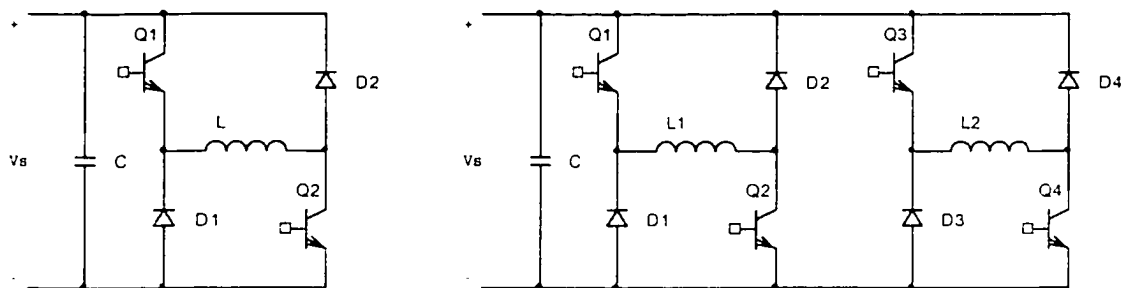 +
Q1
D2
L
Vs
C
Q2
D1
-
+
Q1
Q3
D2
D4
L1
L2
Vs
C
Q2
Q4
D1
D3
-